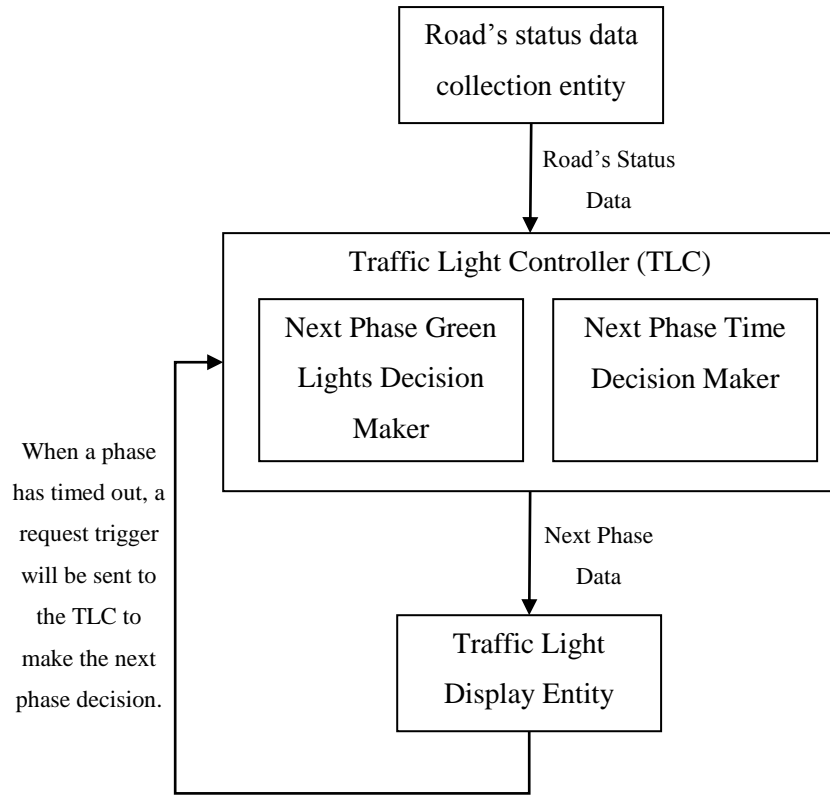 Road's status data
collection entity
Road's Status
Data
Traffic Light Controller (TLC)
Next Phase Green
Lights Decision
Maker
Next Phase Time
Decision Maker
When a phase
has timed out, a
request trigger
will be sent to
the TLC to
make the next
phase decision.
Next Phase
Data
Traffic Light
Display Entity